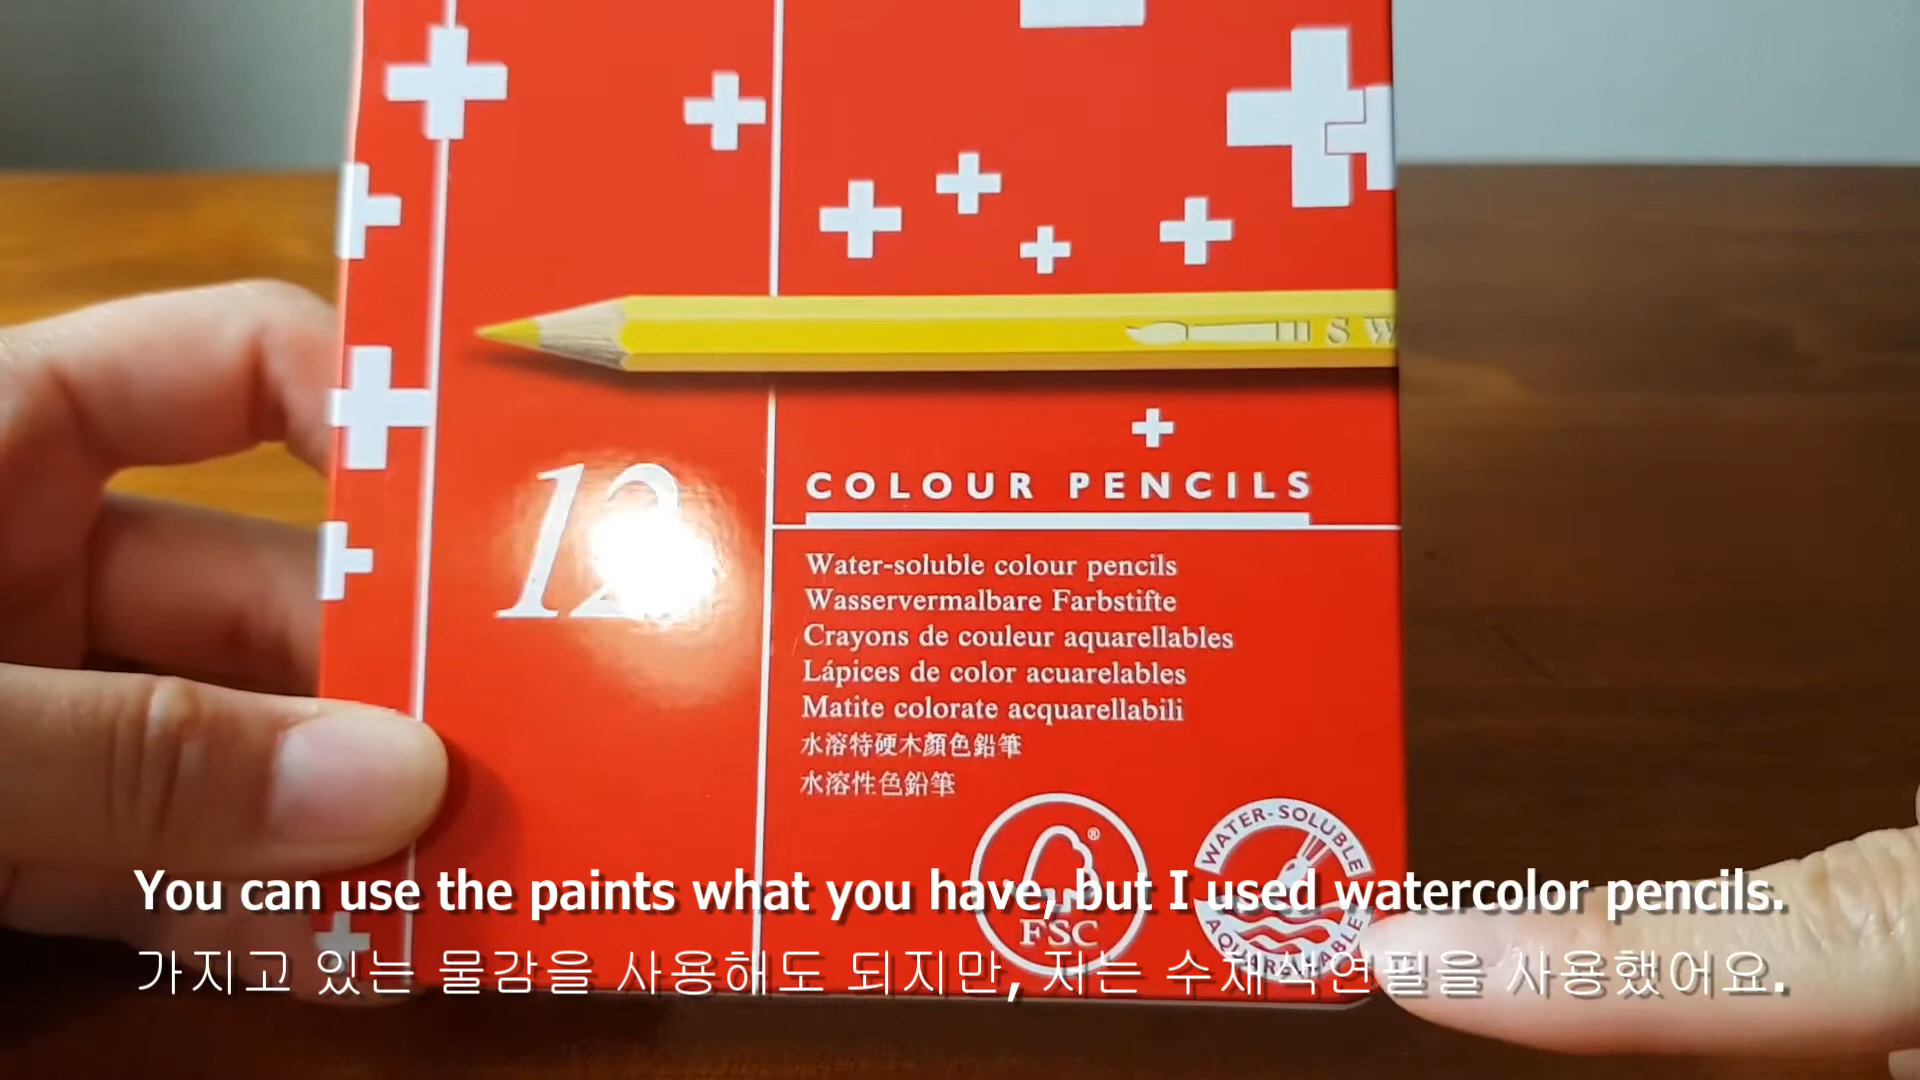 III S W
12
COLOUR PENCILS
Water-soluble colour pencils
Wasservermalbare Farbstifte
Crayons de couleur aquarellables
Lápices de color acuarelables
Matite colorate acquarellabili
水溶特硬木顏色鉛筆
水溶性色鉛筆
®
FSC
WATER-SOLUBLE
AQUARELLABLE
You can use the paints what you have, but I used watercolor pencils.
가지고 있는 물감을 사용해도 되지만, 저는 수채색연필을 사용했어요.